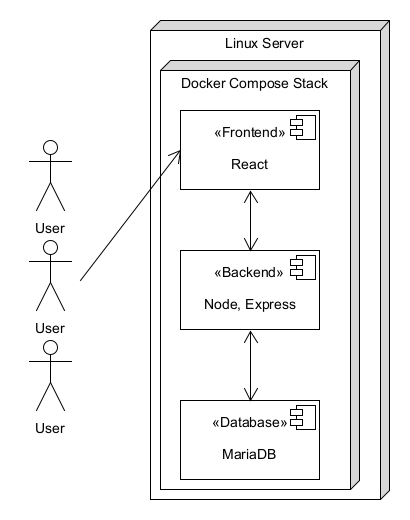 Linux Server
Docker Compose Stack
«Frontend»
React
User
«Backend»
Node, Express
User
«Database»
MariaDB
User